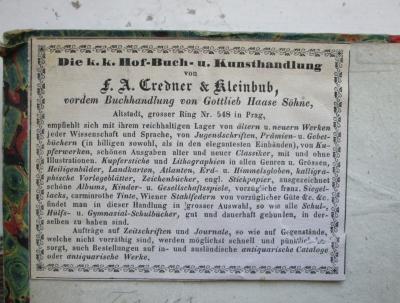 Die k. k. Hof-Buch- u. Kunsthandlung
von
F. A. Credner & Kleinbub,
vordem Buchhandlung von Gottlieb Haase Söhne,
Altstadt, grosser Ring Nr. 548 in Prag,
empfiehlt sich mit ihrem reichhaltigen Lager von ältern u. neuern Werken
jeder Wissenschaft und Sprache, von Jugendschriften, Prämien- u. Gebet-
büchern (in billigen sowohl, als in den elegantesten Einbänden), von Ku-
pferwerken, schönen Ausgaben alter und neuer Classiker, mit und ohne
Illustrationen. Kupferstiche und Lithographien in allen Genren u. Grössen,
Heiligenbilder, Landkarten, Atlanten, Erd- u. Himmelsgloben, kalligra-
phische Vorlegeblätter, Zeichenbücher, engl. Stickpapier, ausgezeichnet
schöne Albums, Kinder- u. Gesellschaftsspiele, vorzügliche franz. Siegel-
lacks, carminrothe Tinte, Wiener Stahlfedern von vorzüglicher Güte &c. &c.
findet man in dieser Handlung in grosser Auswahl, so wie alle Schul-
Hülfs- u. Gymnasial-Schulbücher, gut und dauerhaft gebunden, in der-
selben zu haben sind.
Aufträge auf Zeitschriften und Journale, so wie auf Gegenstände,
welche nicht vorräthig sind, werden möglichst schnell und be-
sorgt, auch Bestellungen auf in- und ausländische antiquarische Cataloge
oder antiquarische Werke.